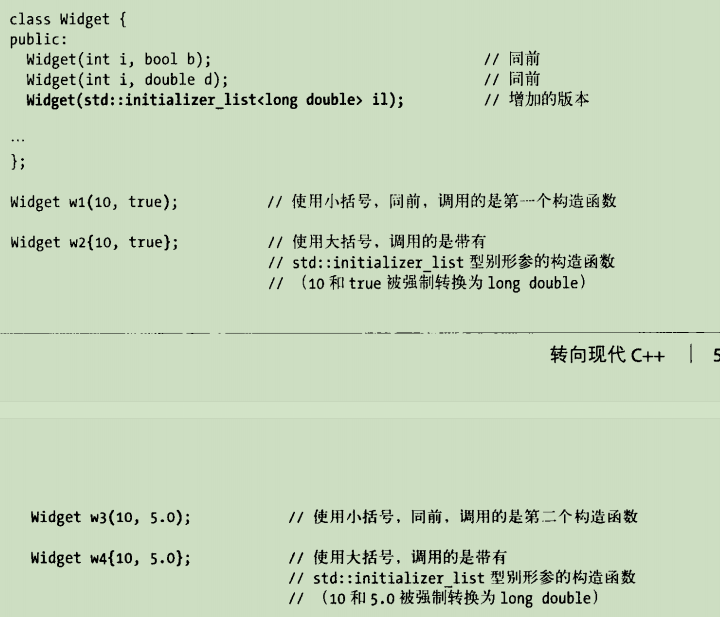 class Widget {
public:
Widget(int i, bool b); // 同前
Widget(int i, double d); // 同前
Widget(std::initializer_list<long double> il); // 增加的版本
...
};
Widget w1(10, true); // 使用小括号，同前，调用的是第一个构造函数
Widget w2{10, true}; // 使用大括号，调用的是带有
// std::initializer_list 型别形参的构造函数
// （10 和 true 被强制转换为 long double）
转向现代 C++ | 5
Widget w3(10, 5.0); // 使用小括号，同前，调用的是第二个构造函数
Widget w4{10, 5.0}; // 使用大括号，调用的是带有
// std::initializer_list 型别形参的构造函数
// （10 和 5.0 被强制转换为 long double）